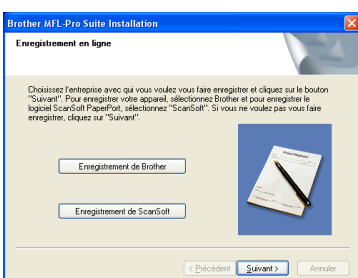 Brother MFL-Pro Suite Installation
Enregistrement en ligne
Choisissez l'entreprise avec qui vous voulez vous faire enregistrer et cliquez sur le bouton
"Suivant". Pour enregistrer votre appareil, sélectionnez Brother et pour enregistrer le
logiciel ScanSoft PaperPort, sélectionnez "ScanSoft". Si vous ne voulez pas vous faire
enregistrer, cliquez sur "Suivant".
Product Registration
Enregistrement de Brother
Enregistrement de ScanSoft
< Précédent
Suivant >
Annuler